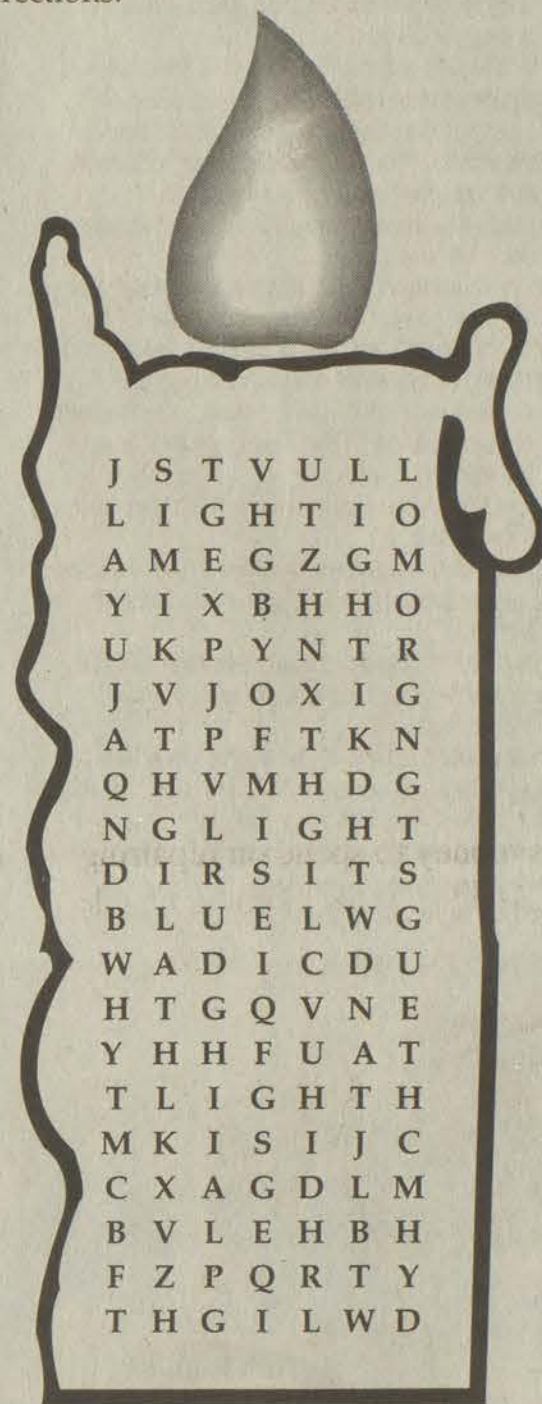 rections.
J S T V U L L
L I G H T I O
A M E G Z G M
Y I X B H H O
U K P Y N T R
J V J O X I G
A T P F T K N
Q H V M H D G
N G L I G H T
D I R S I T S
B L U E L W G
W A D I C D U
H T G Q V N E
Y H H F U A T
T L I G H T H
M K I S I J C
C X A G D L M
B V L E H B H
F Z P Q R T Y
T H G I L W D